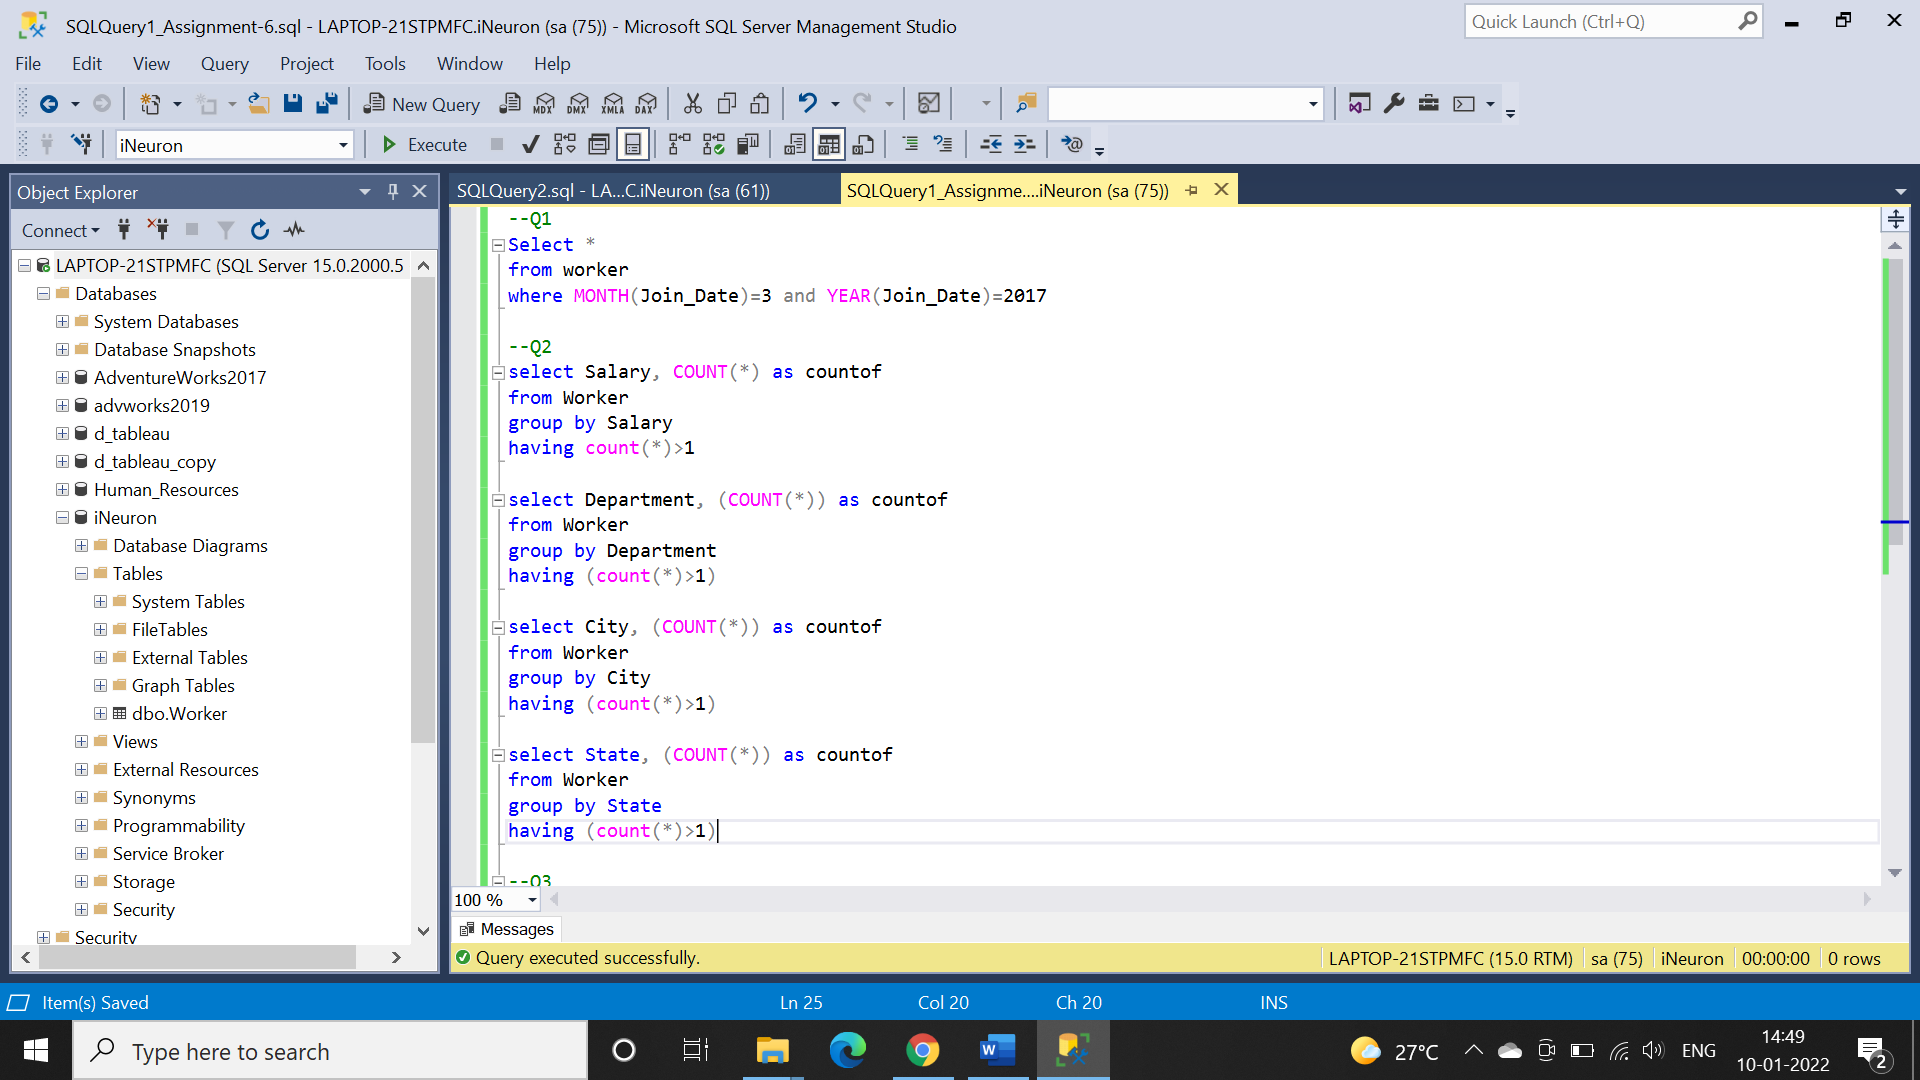 SQLQuery1_Assignment-6.sql - LAPTOP-21STPMFC.iNeuron (sa (75)) - Microsoft SQL Server Management Studio
Quick Launch (Ctrl+Q)
File Edit View Query Project Tools Window Help
New Query MDX DMX XMLA DAX
iNeuron Execute
Object Explorer
SQLQuery2.sql - LA...C.iNeuron (sa (61))
SQLQuery1_Assignme....iNeuron (sa (75))
Connect
LAPTOP-21STPMFC (SQL Server 15.0.2000.5
Databases
System Databases
Database Snapshots
AdventureWorks2017
advworks2019
d_tableau
d_tableau_copy
Human_Resources
iNeuron
Database Diagrams
Tables
System Tables
FileTables
External Tables
Graph Tables
dbo.Worker
Views
External Resources
Synonyms
Programmability
Service Broker
Storage
Security
Security
--Q1
Select *
from worker
where MONTH(Join_Date)=3 and YEAR(Join_Date)=2017
--Q2
select Salary, COUNT(*) as countof
from Worker
group by Salary
having count(*)>1
select Department, (COUNT(*)) as countof
from Worker
group by Department
having (count(*)>1)
select City, (COUNT(*)) as countof
from Worker
group by City
having (count(*)>1)
select State, (COUNT(*)) as countof
from Worker
group by State
having (count(*)>1)
--Q3
100 %
Messages
Query executed successfully.
LAPTOP-21STPMFC (15.0 RTM) sa (75) iNeuron 00:00:00 0 rows
Item(s) Saved Ln 25 Col 20 Ch 20 INS
Type here to search
27°C ENG
14:49
10-01-2022
2